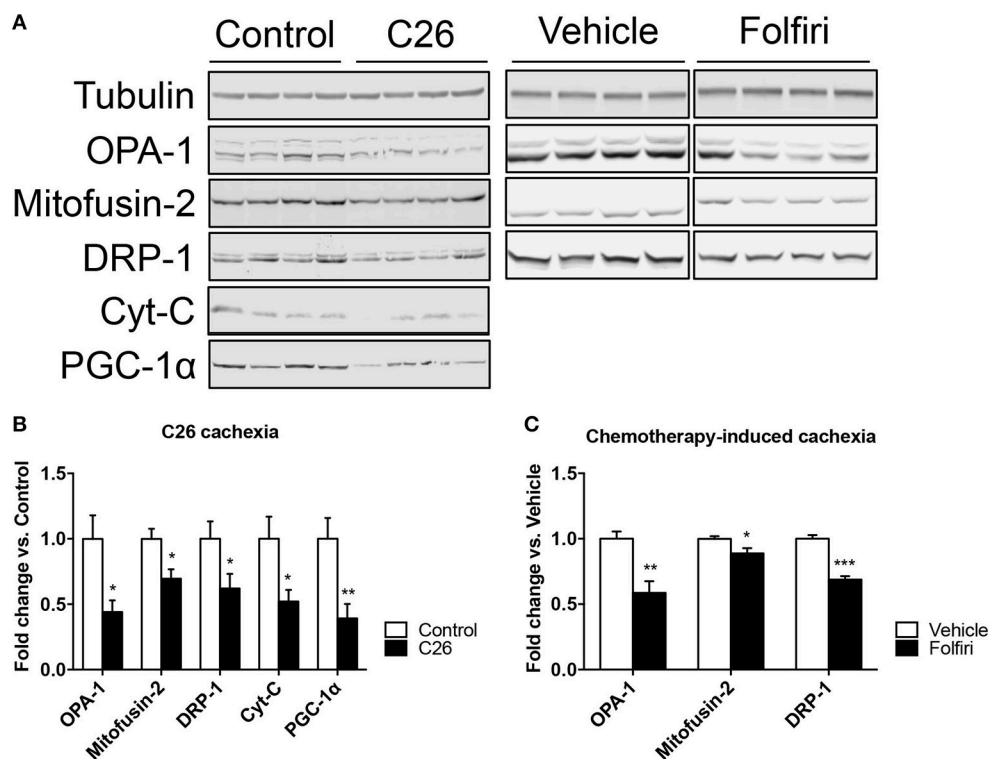 A
Control C26 Vehicle Folfiri
Tubulin
OPA-1
Mitofusin-2
DRP-1
Cyt-C
PGC-1α
B
C26 cachexia
Fold change vs. Control
1.5
1.0
0.5
0.0
*
*
*
*
**
OPA-1
Mitofusin-2
DRP-1
Cyt-C
PGC-1α
Control
C26
C
Chemotherapy-induced cachexia
Fold change vs. Vehicle
1.5
1.0
0.5
0.0
**
*
***
OPA-1
Mitofusin-2
DRP-1
Vehicle
Folfiri